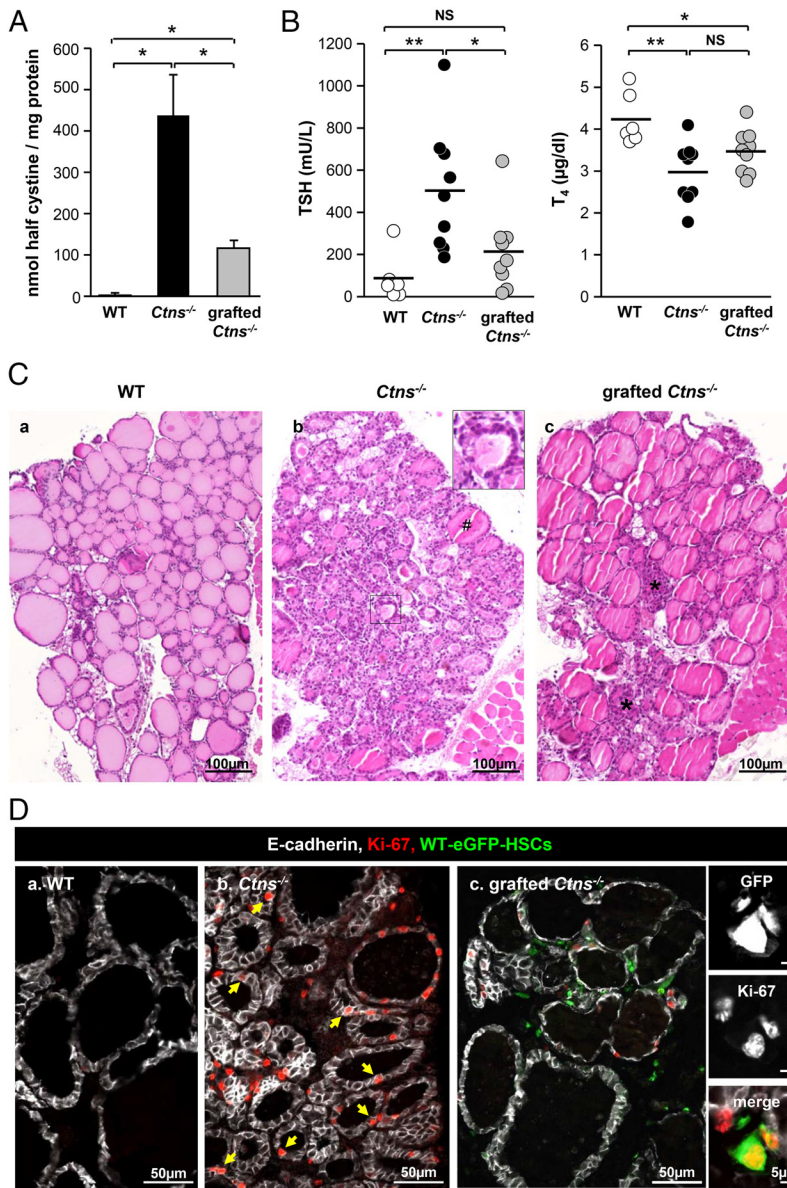 A
nmol half cystine / mg protein
600
500
400
300
200
100
0
*
*
*
WT
Ctns-/-
grafted
Ctns-/-
B
TSH (mU/L)
1200
1000
800
600
400
200
0
NS
**
*
WT
Ctns-/-
grafted
Ctns-/-
T4 (µg/dl)
6
5
4
3
2
1
0
*
**
NS
WT
Ctns-/-
grafted
Ctns-/-
C
WT
Ctns-/-
grafted Ctns-/-
a
100µm
b
#
100µm
c
*
*
100µm
D
E-cadherin, Ki-67, WT-eGFP-HSCs
a. WT
50µm
b. Ctns-/-
50µm
c. grafted Ctns-/-
50µm
GFP
Ki-67
merge